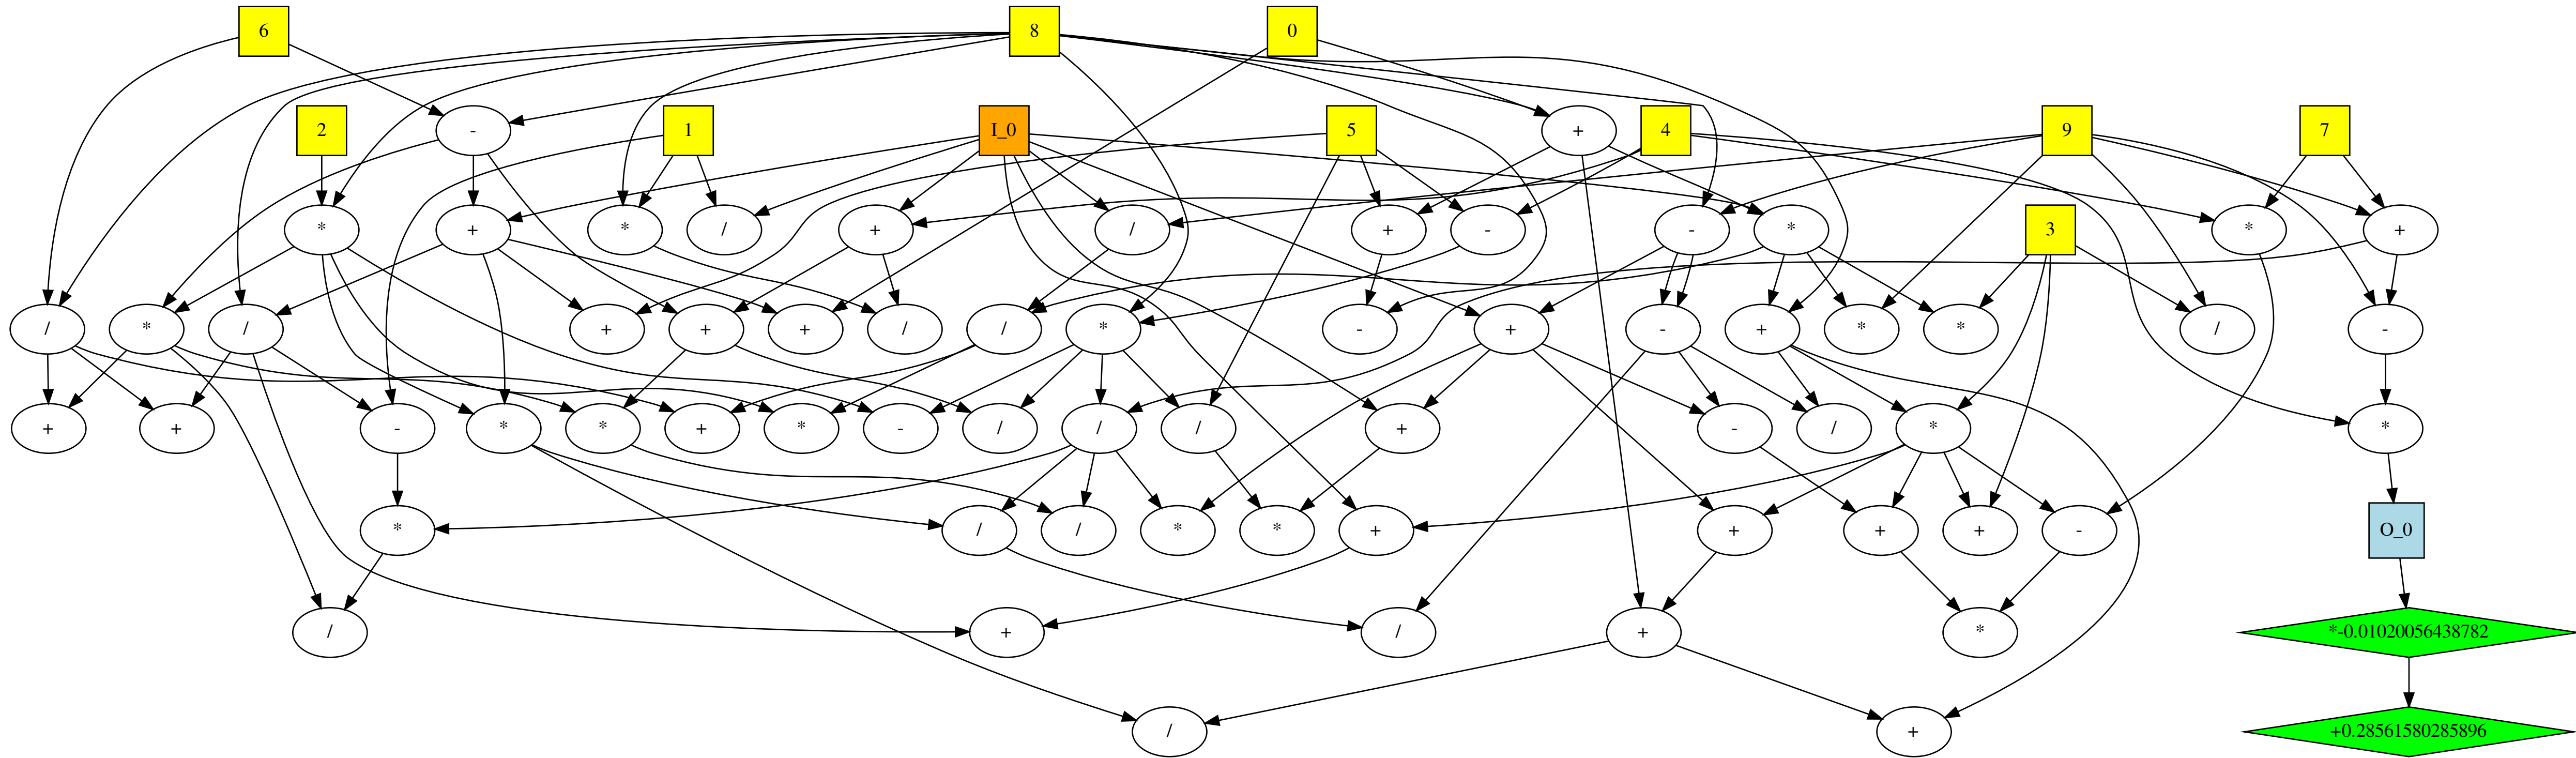 6 8 0
2 - 1 I_0 5 + 4 9 7
* + * / + / + - - * 3 * +
/ * / + + + / / * - + - + * * / -
+ + - * * + * - / / / + - / * *
* / / * * + + + + - O_0
/ + / + * *-0.01020056438782
/ + +0.28561580285896